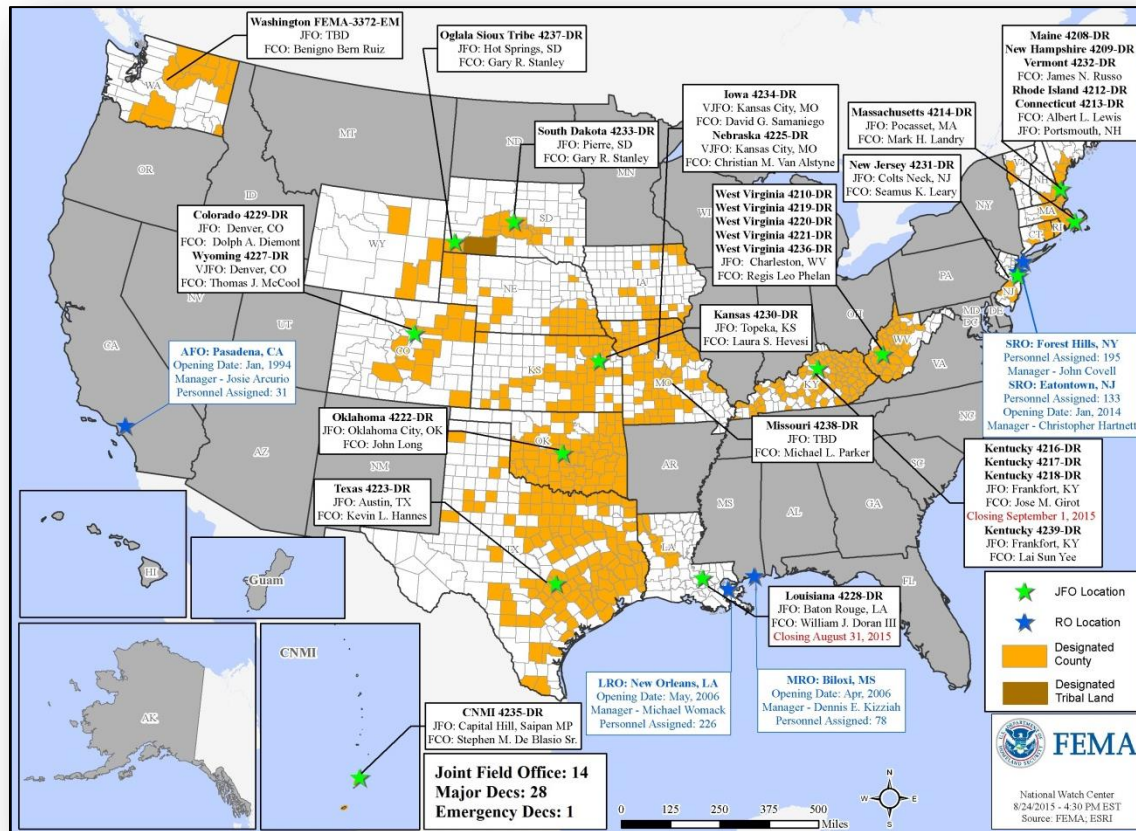 Washington FEMA-3372-EM
JFO: TBD
FCO: Benigno Bern Ruiz
Oglala Sioux Tribe 4237-DR
JFO: Hot Springs, SD
FCO: Gary R. Stanley
South Dakota 4233-DR
JFO: Pierre, SD
FCO: Gary R. Stanley
Iowa 4234-DR
VJFO: Kansas City, MO
FCO: David G. Samaniego
Nebraska 4225-DR
VJFO: Kansas City, MO
FCO: Christian M. Van Alstyne
Maine 4208-DR
New Hampshire 4209-DR
Vermont 4232-DR
FCO: James N. Russo
Rhode Island 4212-DR
Connecticut 4213-DR
FCO: Albert L. Lewis
JFO: Portsmouth, NH
Massachusetts 4214-DR
JFO: Pocasset, MA
FCO: Mark H. Landry
New Jersey 4231-DR
JFO: Colts Neck, NJ
FCO: Seamus K. Leary
West Virginia 4210-DR
West Virginia 4219-DR
West Virginia 4220-DR
West Virginia 4221-DR
West Virginia 4236-DR
JFO: Charleston, WV
FCO: Regis Leo Phelan
Colorado 4229-DR
JFO: Denver, CO
FCO: Dolph A. Diemont
Wyoming 4227-DR
VJFO: Denver, CO
FCO: Thomas J. McCool
Kansas 4230-DR
JFO: Topeka, KS
FCO: Laura S. Hevesi
AFO: Pasadena, CA
Opening Date: Jan, 1994
Manager - Josie Arcurio
Personnel Assigned: 31
SRO: Forest Hills, NY
Personnel Assigned: 195
Manager - John Covell
SRO: Eatontown, NJ
Personnel Assigned: 133
Opening Date: Jan, 2014
Manager - Christopher Hartnett
Oklahoma 4222-DR
JFO: Oklahoma City, OK
FCO: John Long
Missouri 4238-DR
JFO: TBD
FCO: Michael L. Parker
Kentucky 4216-DR
Kentucky 4217-DR
Kentucky 4218-DR
JFO: Frankfort, KY
FCO: Jose M. Girot
Closing September 1, 2015
Kentucky 4239-DR
JFO: Frankfort, KY
FCO: Lai Sun Yee
Texas 4223-DR
JFO: Austin, TX
FCO: Kevin L. Hannes
Louisiana 4228-DR
JFO: Baton Rouge, LA
FCO: William J. Doran III
Closing August 31, 2015
LRO: New Orleans, LA
Opening Date: May, 2006
Manager - Michael Womack
Personnel Assigned: 226
MRO: Biloxi, MS
Opening Date: Apr, 2006
Manager - Dennis E. Kizziah
Personnel Assigned: 78
CNMI 4235-DR
JFO: Capital Hill, Saipan MP
FCO: Stephen M. De Blasio Sr.
Joint Field Office: 14
Major Decs: 28
Emergency Decs: 1
WA
OR
CA
ID
NV
UT
AZ
MT
WY
CO
NM
ND
SD
NE
KS
OK
TX
MN
IA
MO
AR
LA
WI
MS
AL
KY
OH
WV
VA
NC
SC
GA
FL
PA
NY
NJ
MD
DC
DE
VT
NH
MA
CT
RI
HI
Guam
AK
CNMI
JFO Location
RO Location
Designated
County
Designated
Tribal Land
N
W
E
S
0 125 250 375 500
Miles
FEMA
National Watch Center
8/24/2015 - 4:30 PM EST
Source: FEMA; ESRI